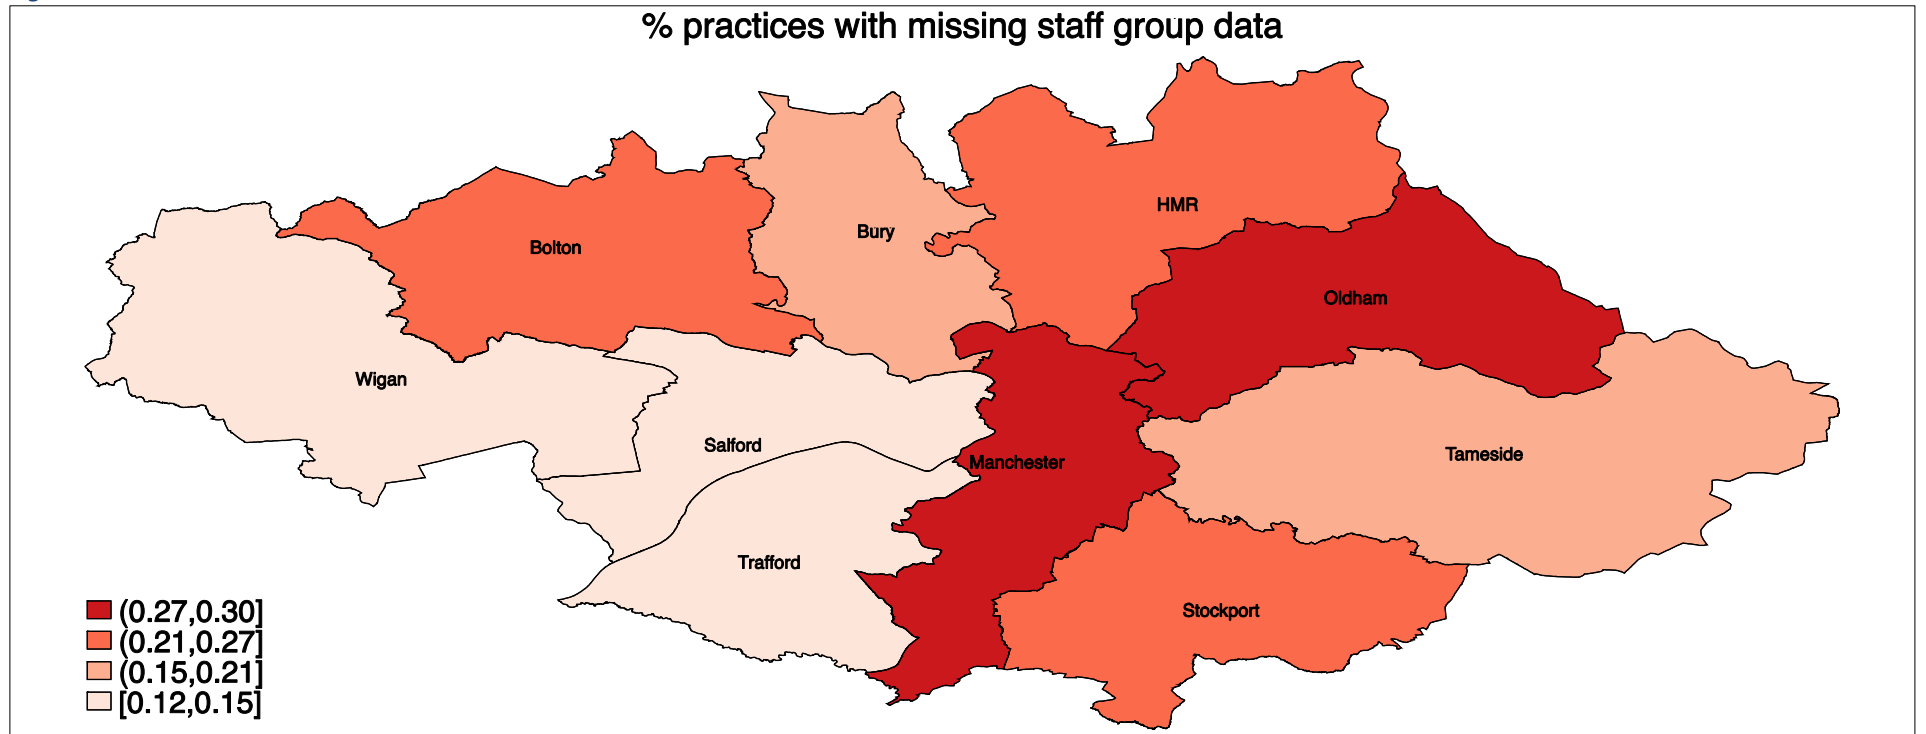 % practices with missing staff group data
HMR
Bury
Bolton
Oldham
Wigan
Salford
Tameside
Manchester
Trafford
Stockport
(0.27,0.30]
(0.21,0.27]
(0.15,0.21]
[0.12,0.15]